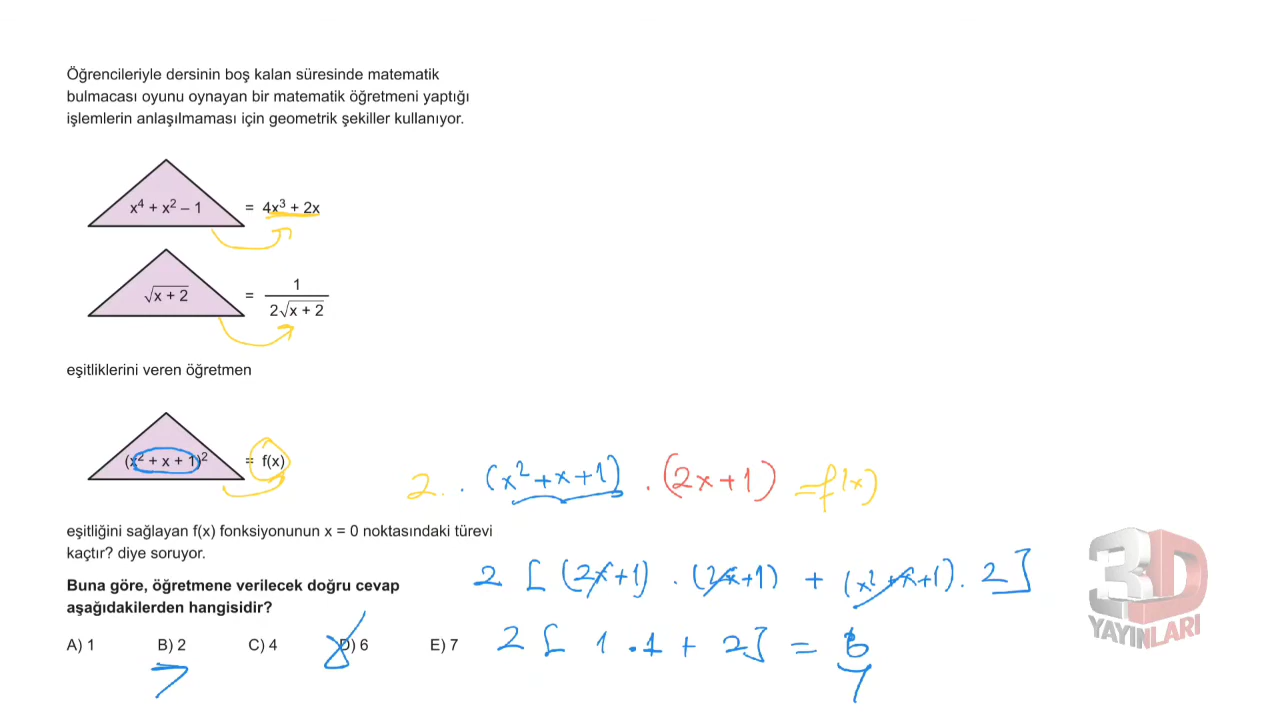 Öğrencileriyle dersinin boş kalan süresinde matematik
bulmacası oyunu oynayan bir matematik öğretmeni yaptığı
işlemlerin anlaşılmaması için geometrik şekiller kullanıyor.
x⁴ + x² – 1 = 4x³ + 2x
√(x + 2) = 1 / (2√(x + 2))
eşitliklerini veren öğretmen
(x² + x + 1)² = f(x)
2 . . (x² + x + 1) . (2x + 1) = f(x)
eşitliğini sağlayan f(x) fonksiyonunun x = 0 noktasındaki türevi
kaçtır? diye soruyor.
2 [ (2x+1) . (2x+1) + (x²+x+1) . 2 ]
Buna göre, öğretmene verilecek doğru cevap
aşağıdakilerden hangisidir?
A) 1 B) 2 C) 4 D) 6 E) 7
2 [ 1 . 1 + 2 ] = 6
3D
YAYINLARI